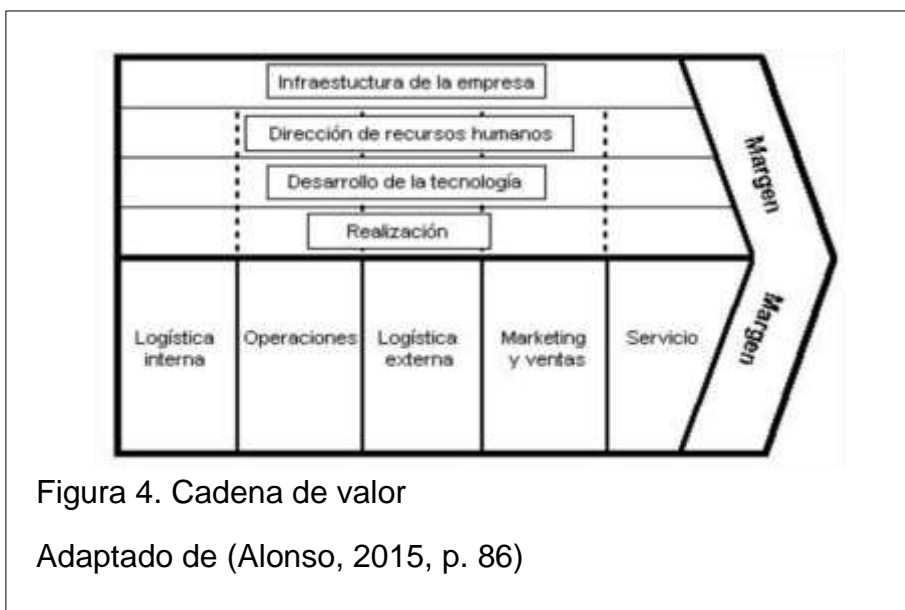 Infraestuctura de la empresa
Dirección de recursos humanos
Desarrollo de la tecnología
Realización
Margen
Margen
Logística
interna
Operaciones
Logística
externa
Marketing
y ventas
Servicio
Figura 4. Cadena de valor
Adaptado de (Alonso, 2015, p. 86)